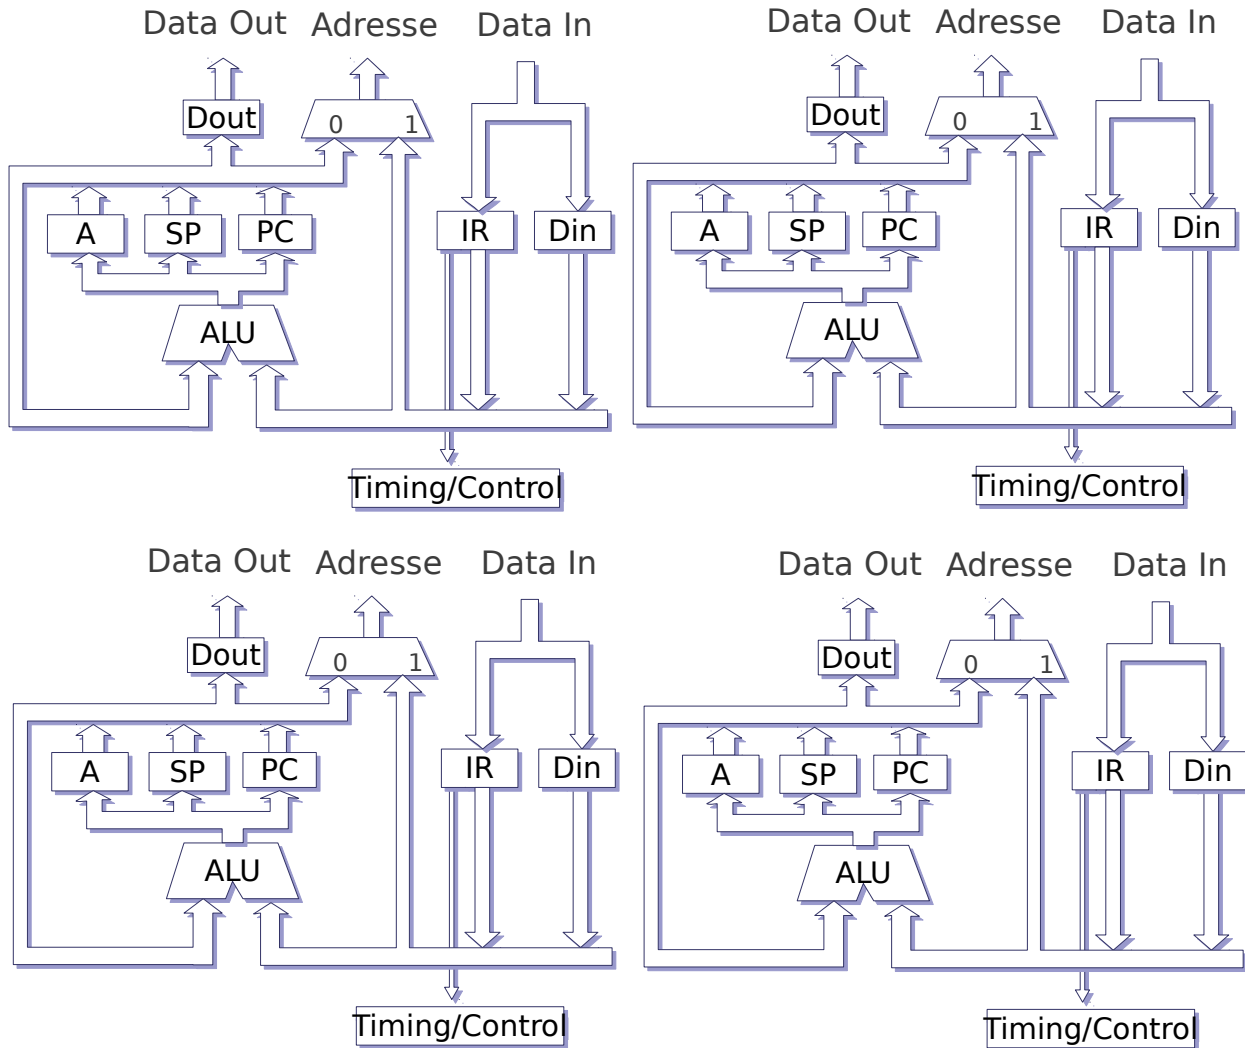 Data Out Adresse Data In
Dout 0 1
A SP PC IR Din
ALU
Timing/Control
Data Out Adresse Data In
Dout 0 1
A SP PC IR Din
ALU
Timing/Control
Data Out Adresse Data In
Dout 0 1
A SP PC IR Din
ALU
Timing/Control
Data Out Adresse Data In
Dout 0 1
A SP PC IR Din
ALU
Timing/Control